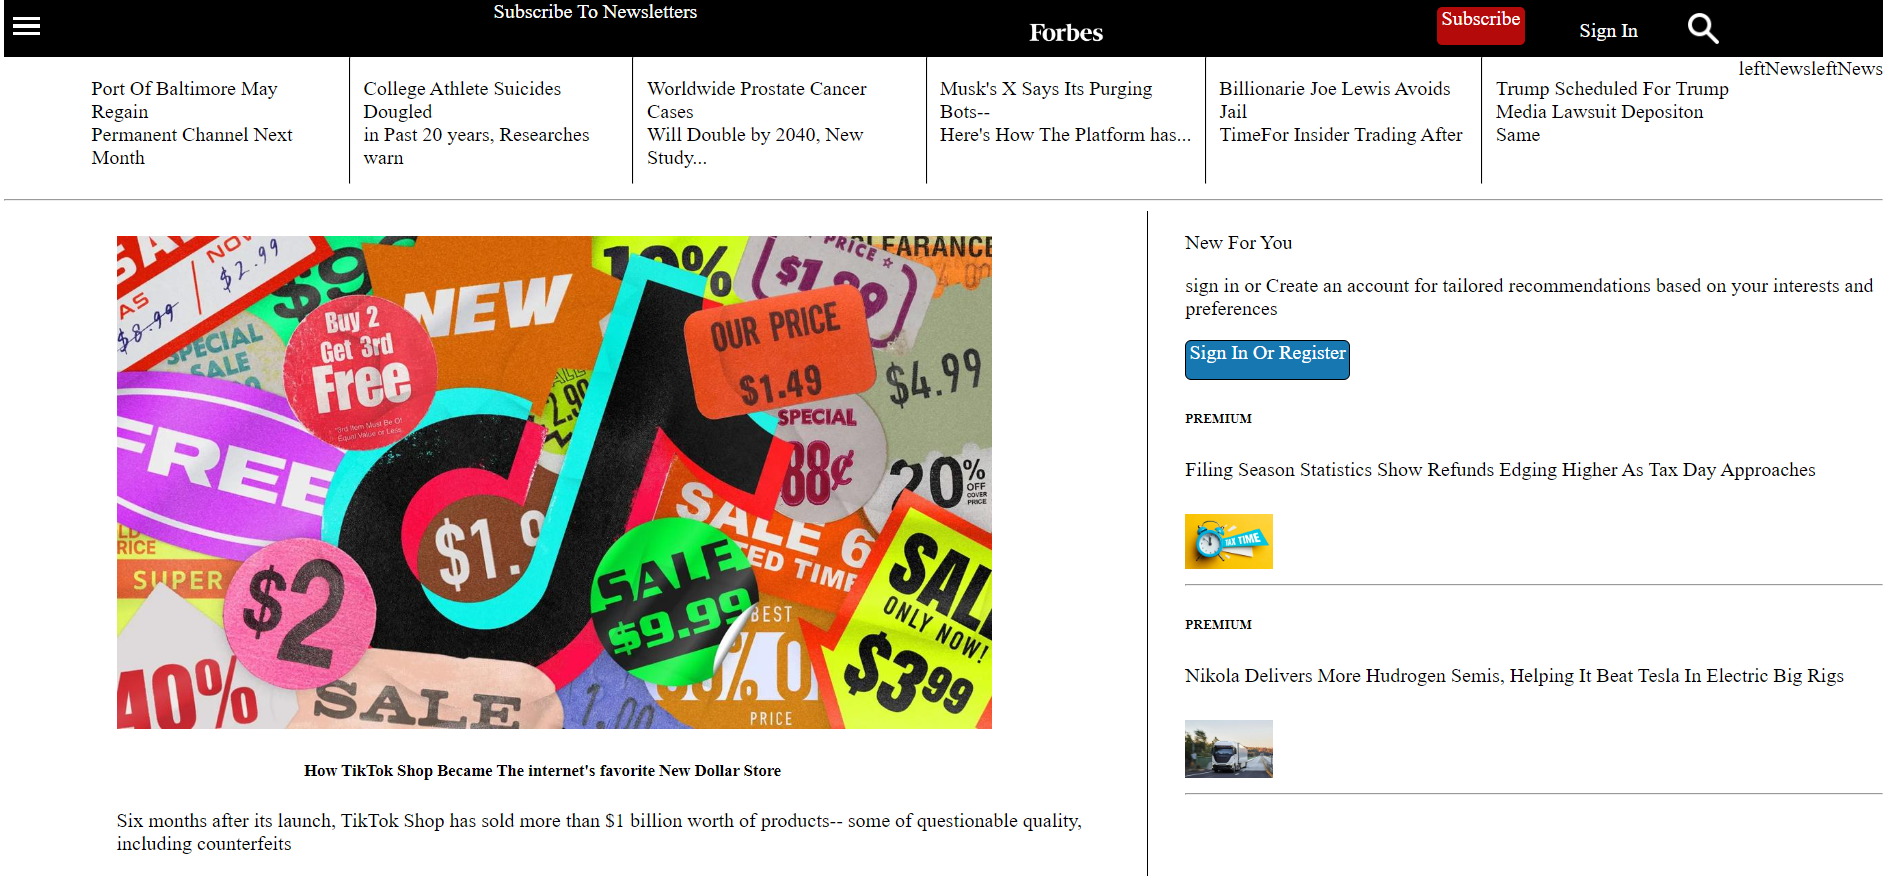 Subscribe To Newsletters
Forbes
Subscribe
Sign In
leftNewsleftNews
Port Of Baltimore May
Regain
Permanent Channel Next
Month
College Athlete Suicides
Dougled
in Past 20 years, Researches
warn
Worldwide Prostate Cancer
Cases
Will Double by 2040, New
Study...
Musk's X Says Its Purging
Bots--
Here's How The Platform has...
Billionarie Joe Lewis Avoids
Jail
TimeFor Insider Trading After
Trump Scheduled For Trump
Media Lawsuit Depositon
Same
NOW
$2.99
AS
$8.99
SPECIAL
SALE
$9
Buy 2
Get 3rd
Free
"3rd Item Must Be Of
Equal Value or Less.
NEW
10%
PRICE
$1.99
CLEARANCE
OUR PRICE
$1.49
$4.99
SPECIAL
88¢
20%
OFF
COVER
PRICE
FREE
2.90
$1.9
SALE 6
TED TIME
SALE
$9.99
SALE
ONLY NOW!
$3.99
PRICE
SUPER
$2
40%
SALE
1.00
BEST
PRICE
How TikTok Shop Became The internet's favorite New Dollar Store
Six months after its launch, TikTok Shop has sold more than $1 billion worth of products-- some of questionable quality,
including counterfeits
New For You
sign in or Create an account for tailored recommendations based on your interests and
preferences
Sign In Or Register
PREMIUM
Filing Season Statistics Show Refunds Edging Higher As Tax Day Approaches
TAX TIME
PREMIUM
Nikola Delivers More Hudrogen Semis, Helping It Beat Tesla In Electric Big Rigs